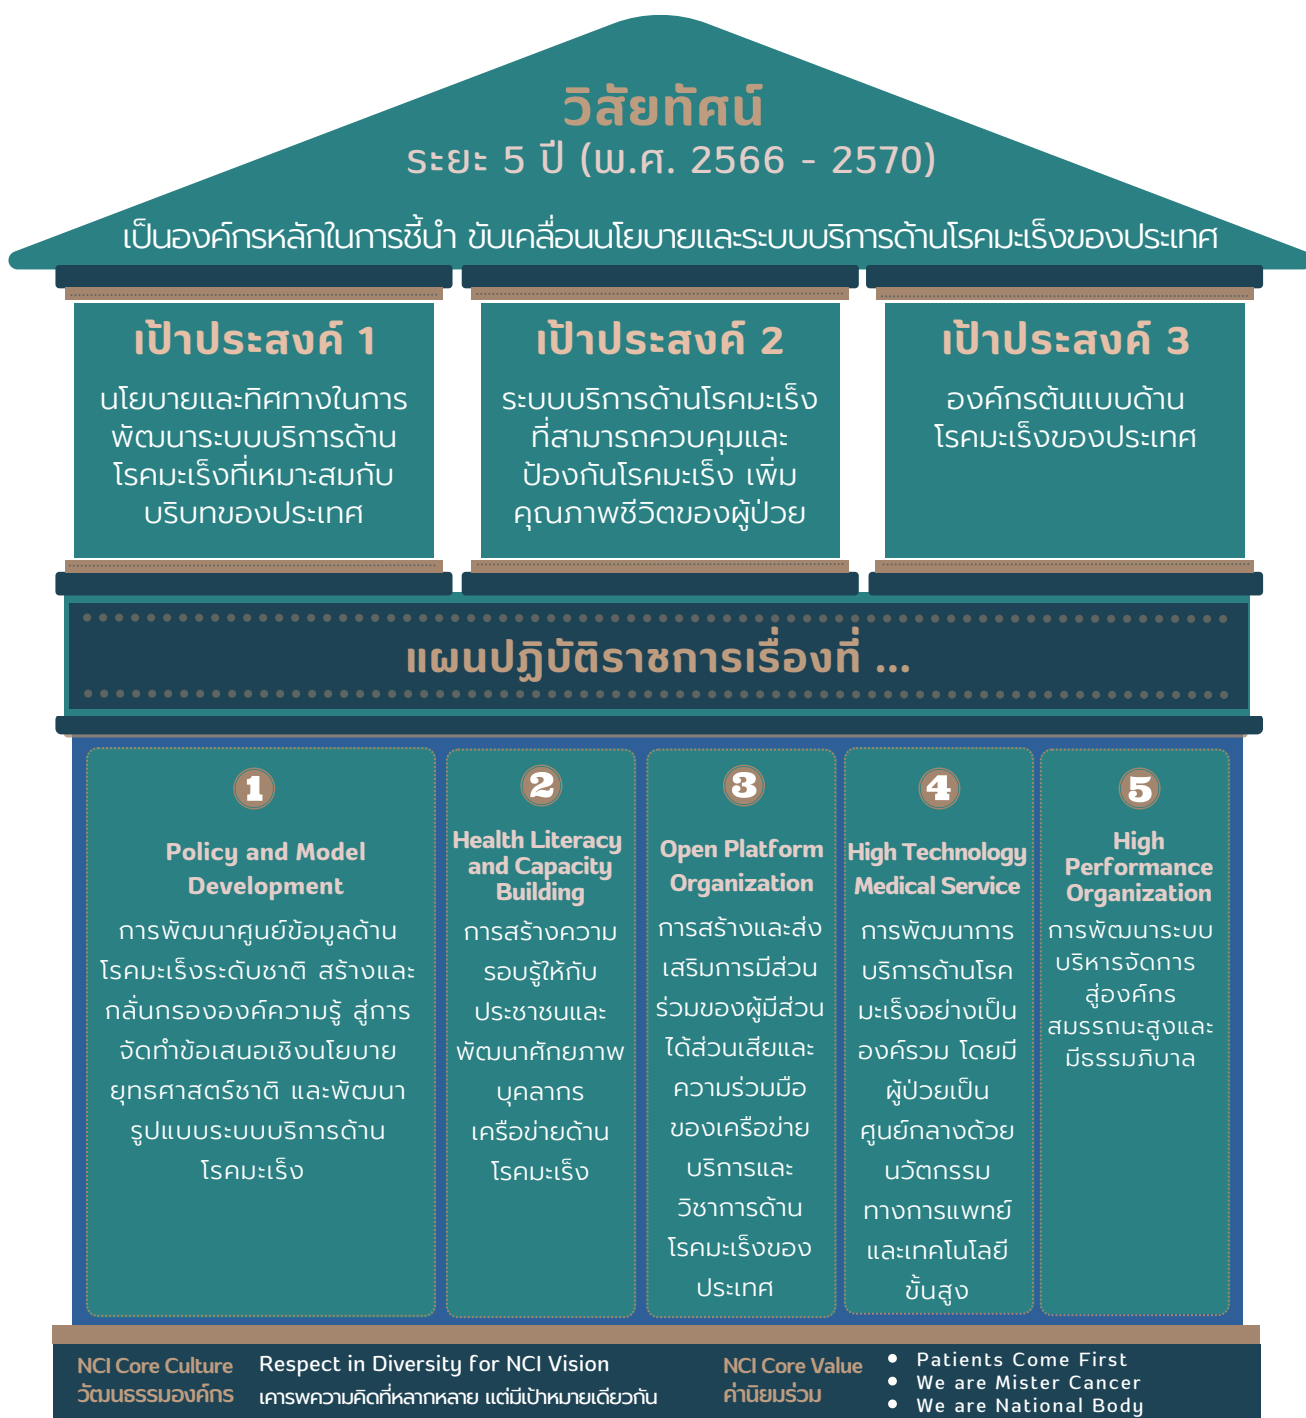 วิสัยทัศน์
ระยะ 5 ปี (พ.ศ. 2566 - 2570)
เป็นองค์กรหลักในการชี้นำ ขับเคลื่อนนโยบายและระบบบริการด้านโรคมะเร็งของประเทศ
เป้าประสงค์ 1
นโยบายและทิศทางในการ
พัฒนาระบบบริการด้าน
โรคมะเร็งที่เหมาะสมกับ
บริบทของประเทศ
เป้าประสงค์ 2
ระบบบริการด้านโรคมะเร็ง
ที่สามารถควบคุมและ
ป้องกันโรคมะเร็ง เพิ่ม
คุณภาพชีวิตของผู้ป่วย
เป้าประสงค์ 3
องค์กรต้นแบบด้าน
โรคมะเร็งของประเทศ
แผนปฏิบัติราชการเรื่องที่ ...
1
Policy and Model
Development
การพัฒนาศูนย์ข้อมูลด้าน
โรคมะเร็งระดับชาติ สร้างและ
กลั่นกรององค์ความรู้ สู่การ
จัดทำข้อเสนอเชิงนโยบาย
ยุทธศาสตร์ชาติ และพัฒนา
รูปแบบระบบบริการด้าน
โรคมะเร็ง
2
Health Literacy
and Capacity
Building
การสร้างความ
รอบรู้ให้กับ
ประชาชนและ
พัฒนาศักยภาพ
บุคลากร
เครือข่ายด้าน
โรคมะเร็ง
3
Open Platform
Organization
การสร้างและส่ง
เสริมการมีส่วน
ร่วมของผู้มีส่วน
ได้ส่วนเสียและ
ความร่วมมือ
ของเครือข่าย
บริการและ
วิชาการด้าน
โรคมะเร็งของ
ประเทศ
4
High Technology
Medical Service
การพัฒนาการ
บริการด้านโรค
มะเร็งอย่างเป็น
องค์รวม โดยมี
ผู้ป่วยเป็น
ศูนย์กลางด้วย
นวัตกรรม
ทางการแพทย์
และเทคโนโลยี
ขั้นสูง
5
High
Performance
Organization
การพัฒนาระบบ
บริหารจัดการ
สู่องค์กร
สมรรถนะสูงและ
มีธรรมภิบาล
NCI Core Culture
วัฒนธรรมองค์กร
Respect in Diversity for NCI Vision
เคารพความคิดที่หลากหลาย แต่มีเป้าหมายเดียวกัน
NCI Core Value
ค่านิยมร่วม
• Patients Come First
• We are Mister Cancer
• We are National Body